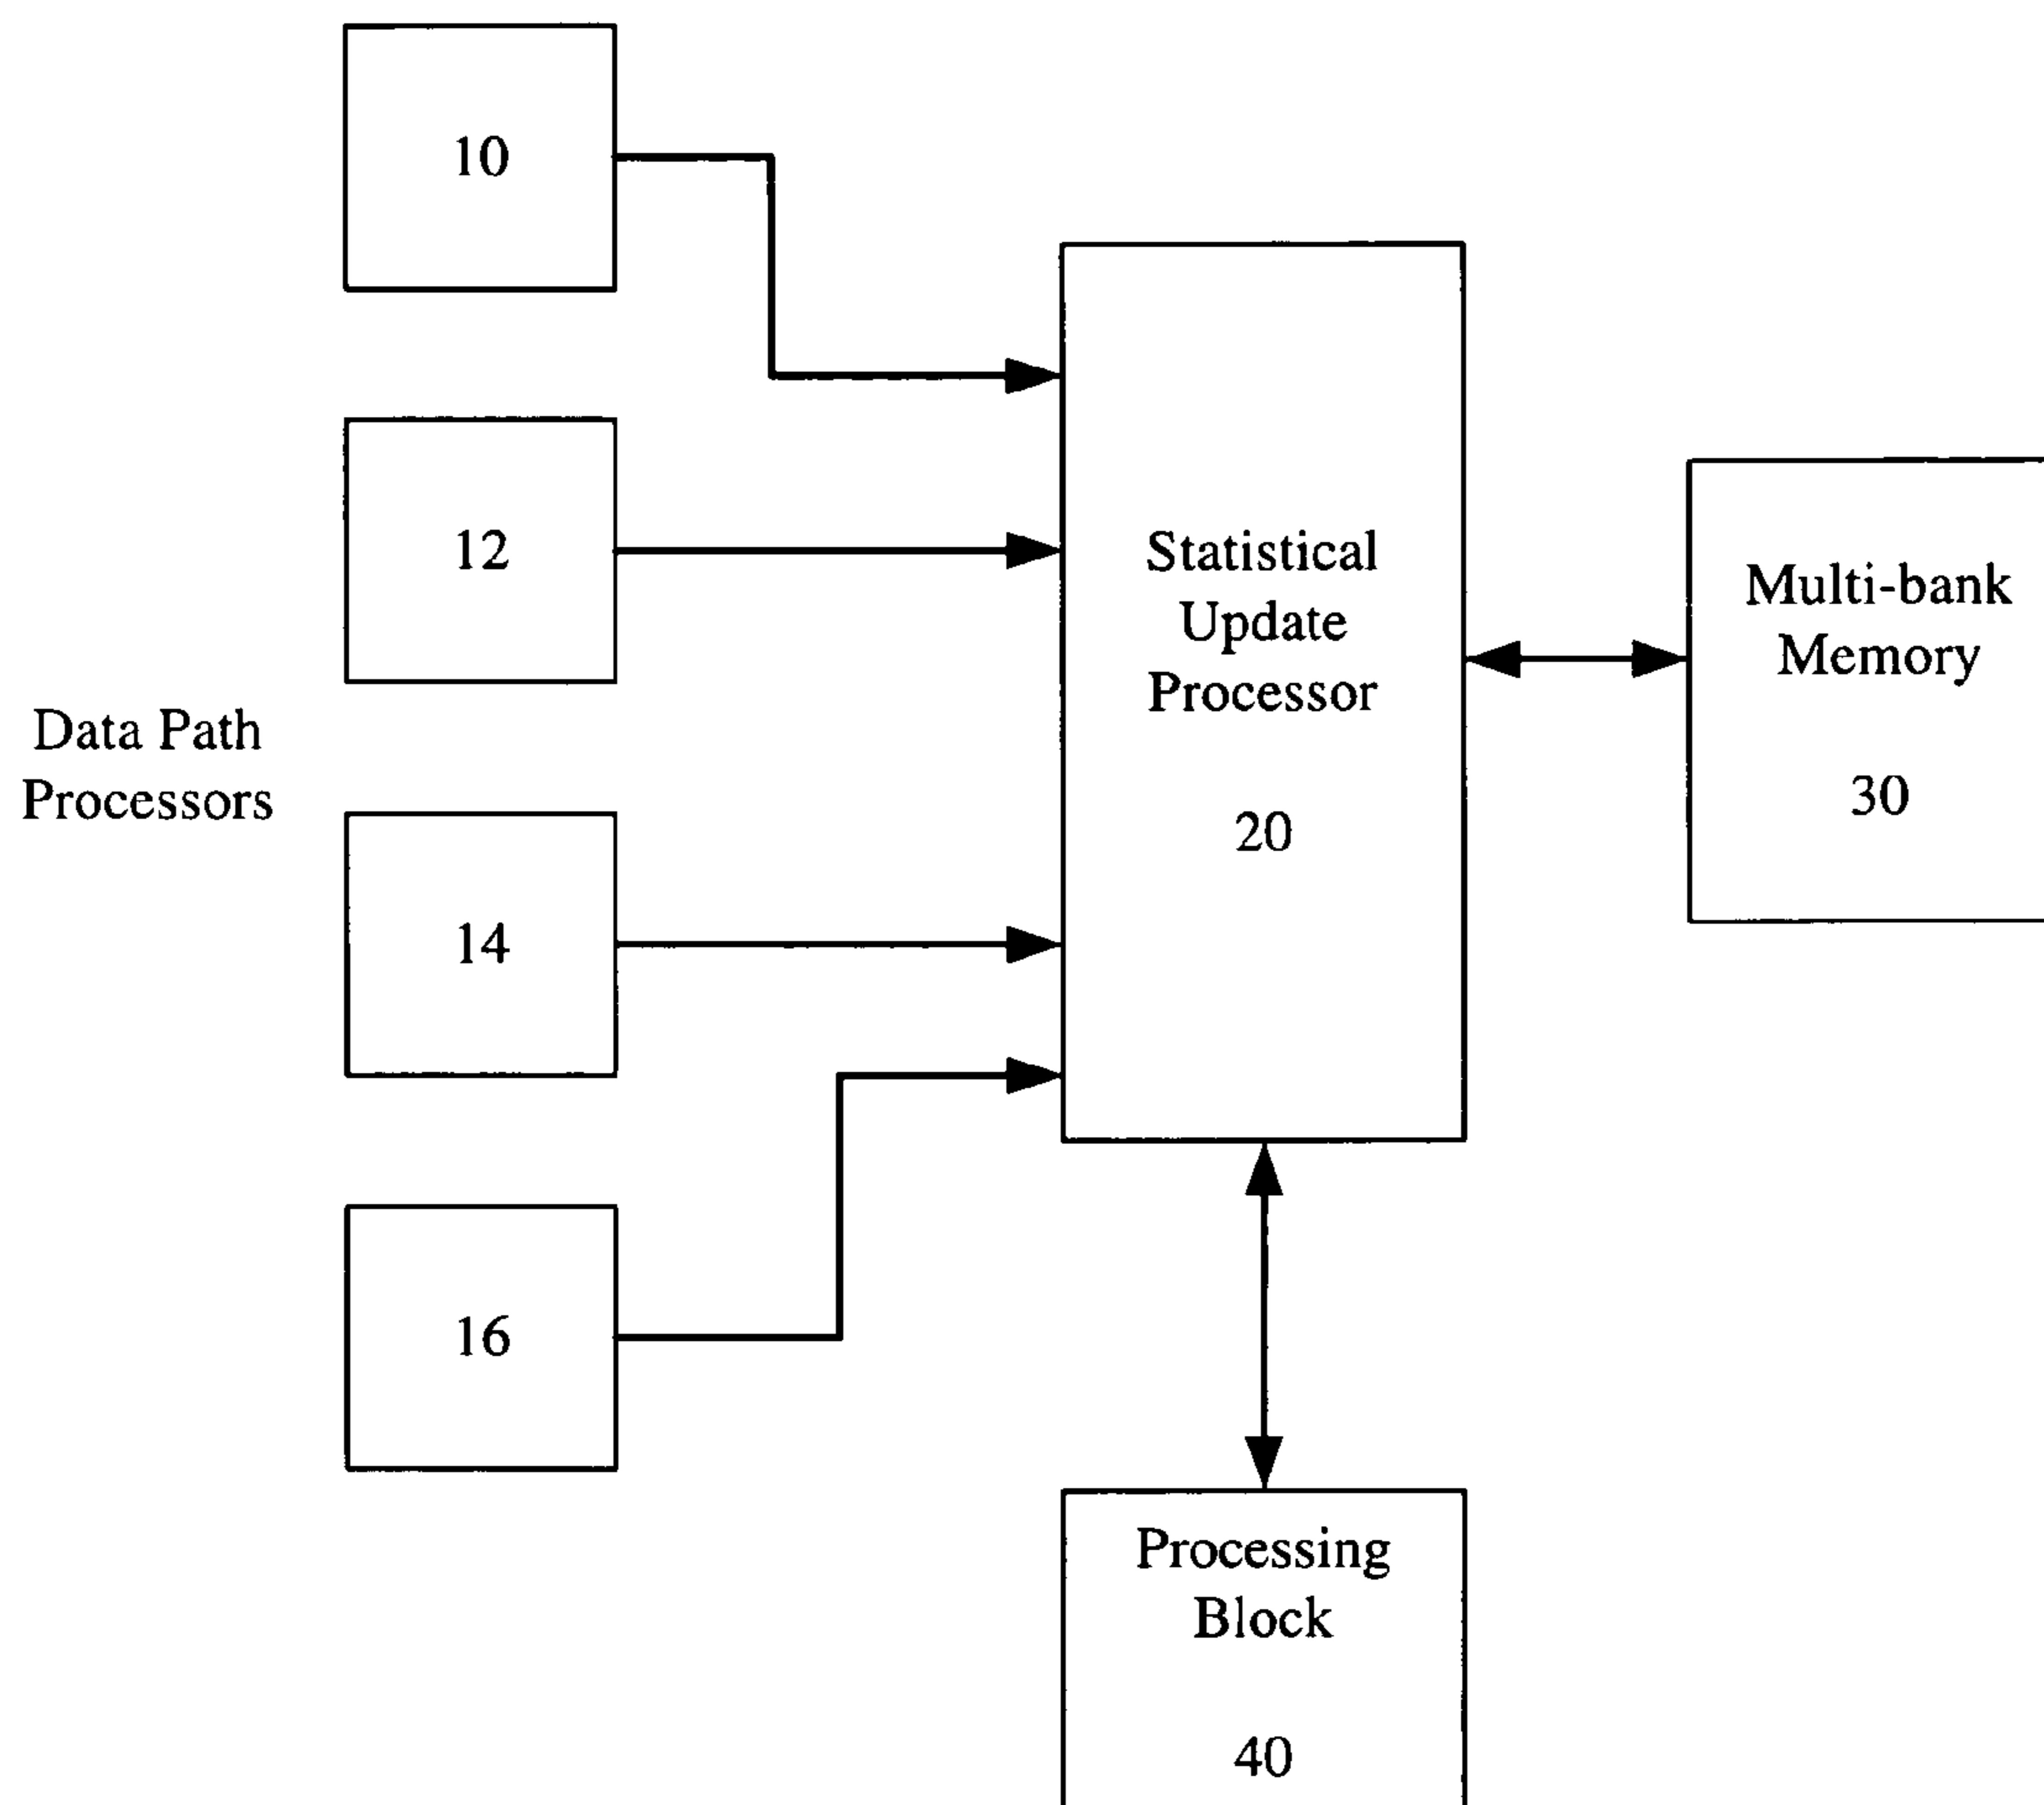 10
12
Data Path
Processors
14
16
Statistical
Update
Processor
20
Multi-bank
Memory
30
Processing
Block
40